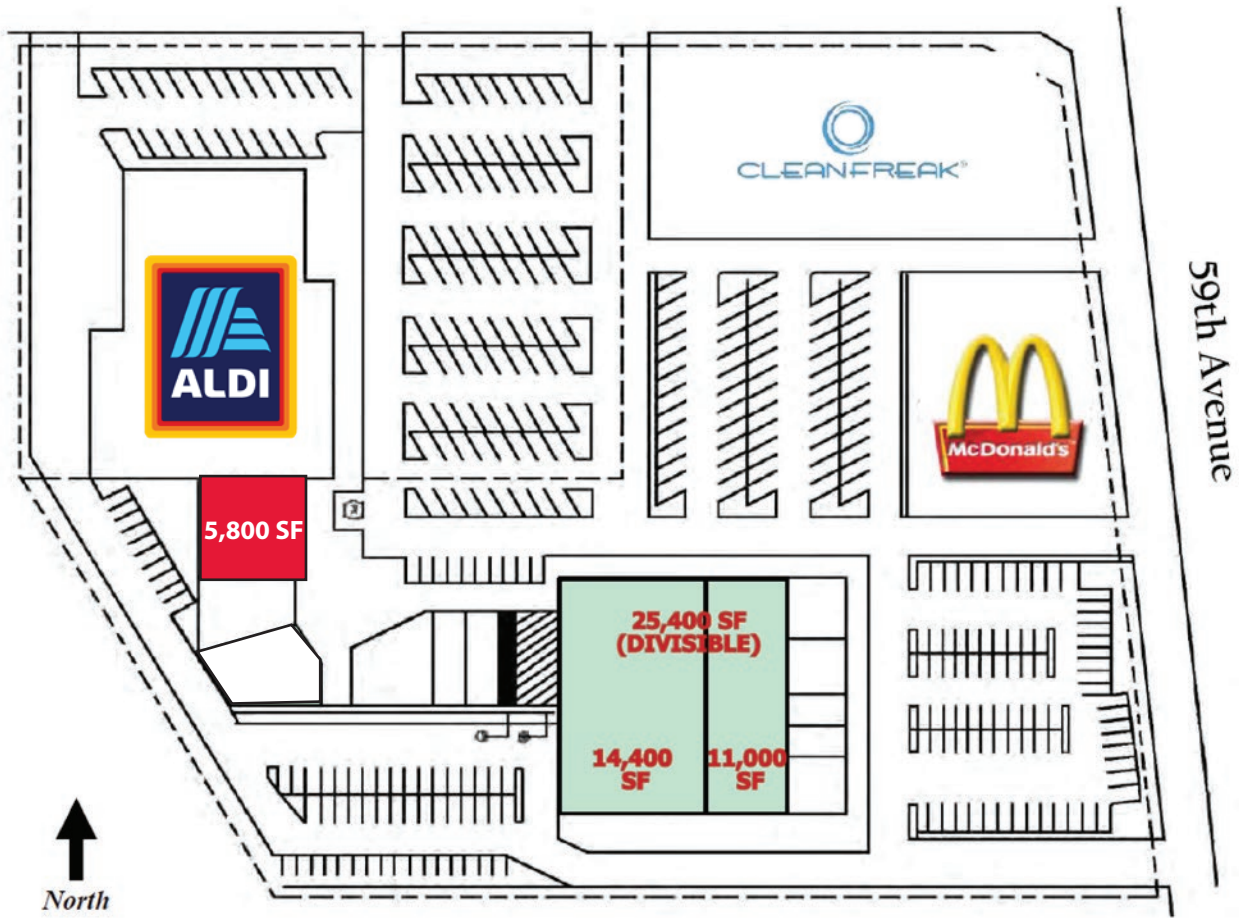 CLEANFREAK®
59th Avenue
ALDI
McDonald's
5,800 SF
25,400 SF
(DIVISIBLE)
14,400
SF
11,000
SF
North